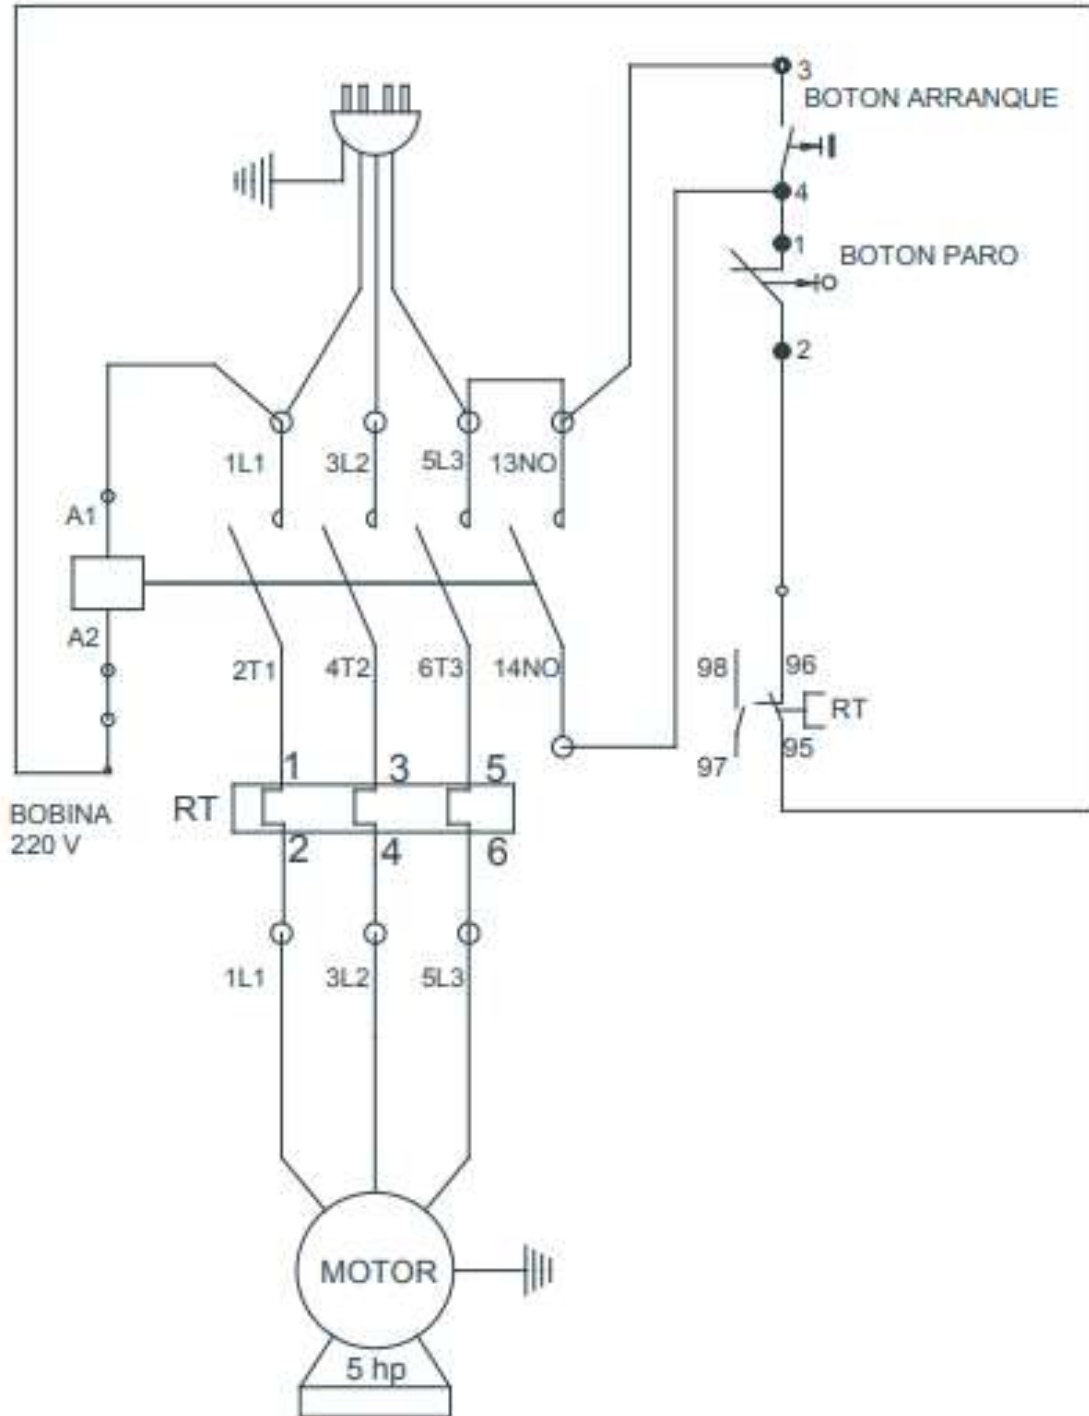 3
BOTON ARRANQUE
4
1
BOTON PARO
2
1L1
3L2
5L3
13NO
A1
A2
2T1
4T2
6T3
14NO
98
96
RT
97
95
BOBINA
220 V
RT
1
3
5
2
4
6
1L1
3L2
5L3
MOTOR
5 hp